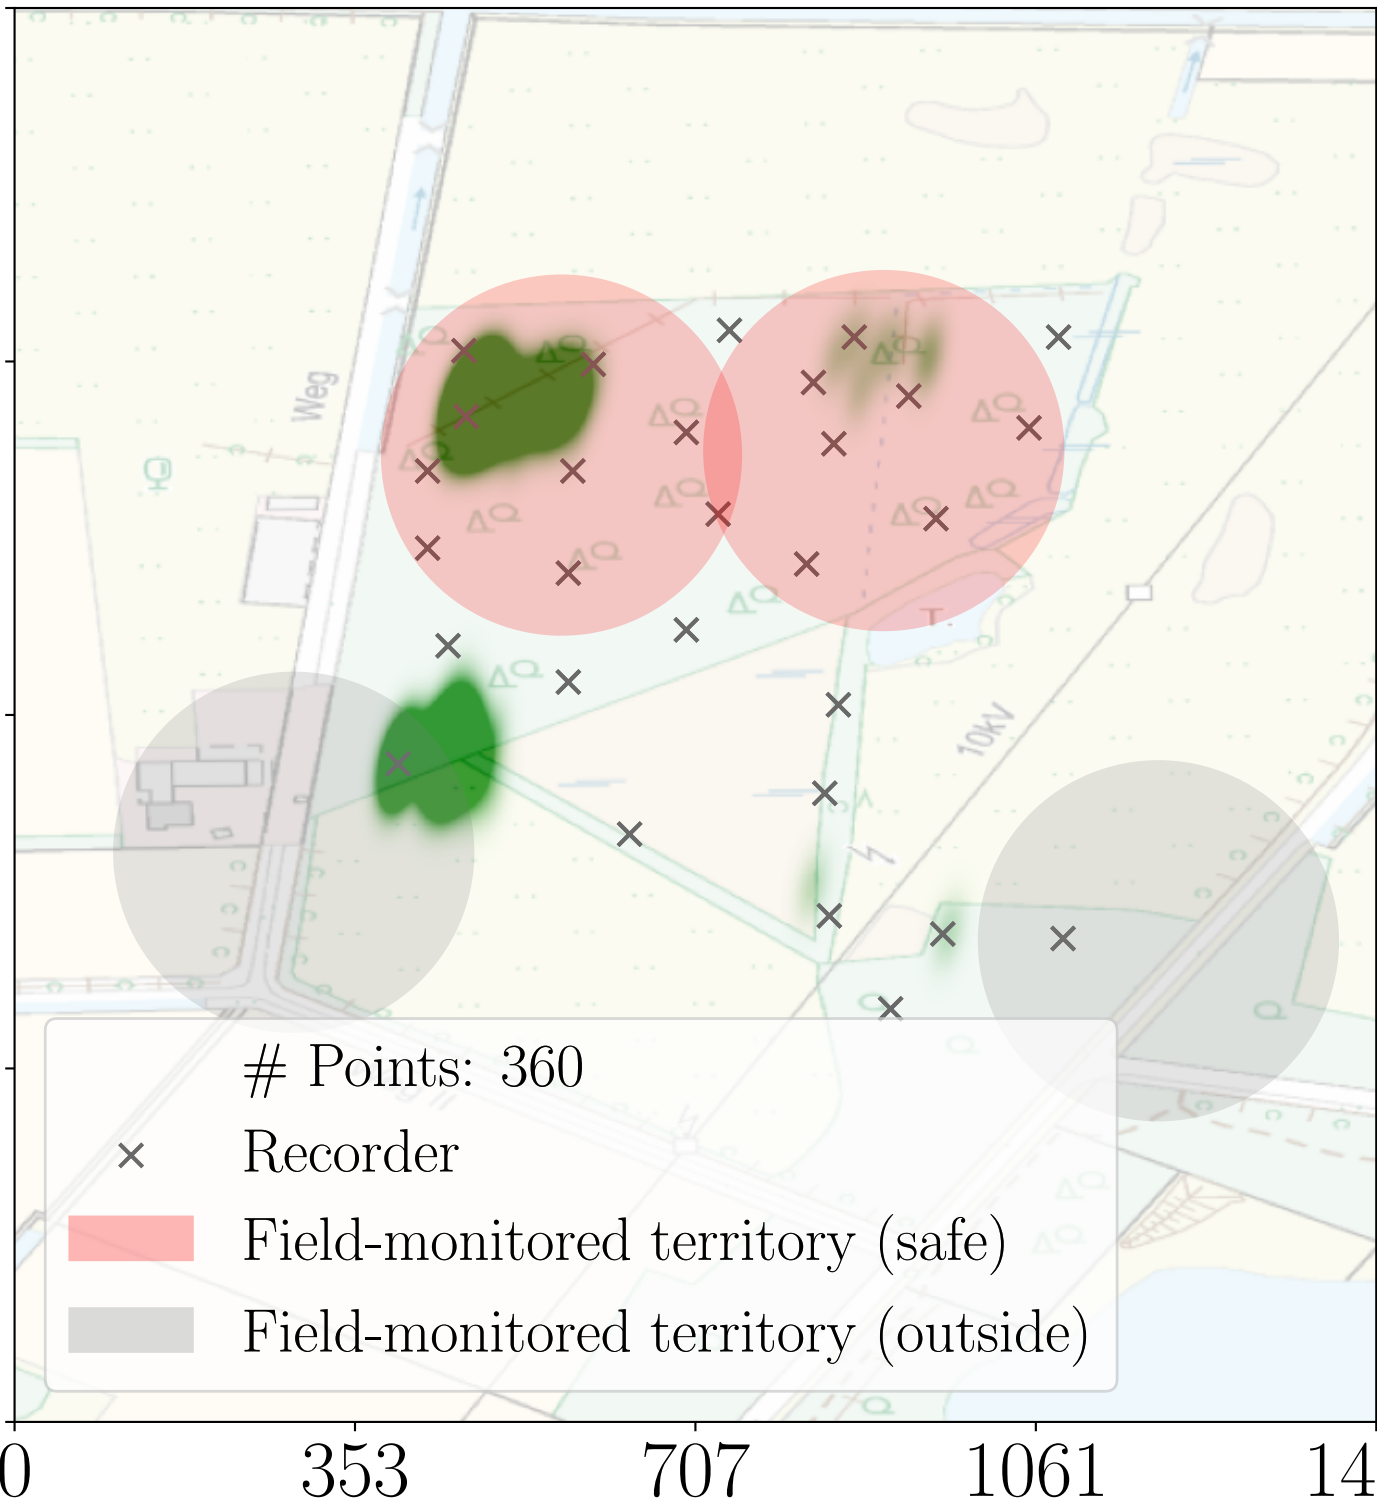 Weg
10kV
T.
# Points: 360
Recorder
Field-monitored territory (safe)
Field-monitored territory (outside)
0 353 707 1061 14